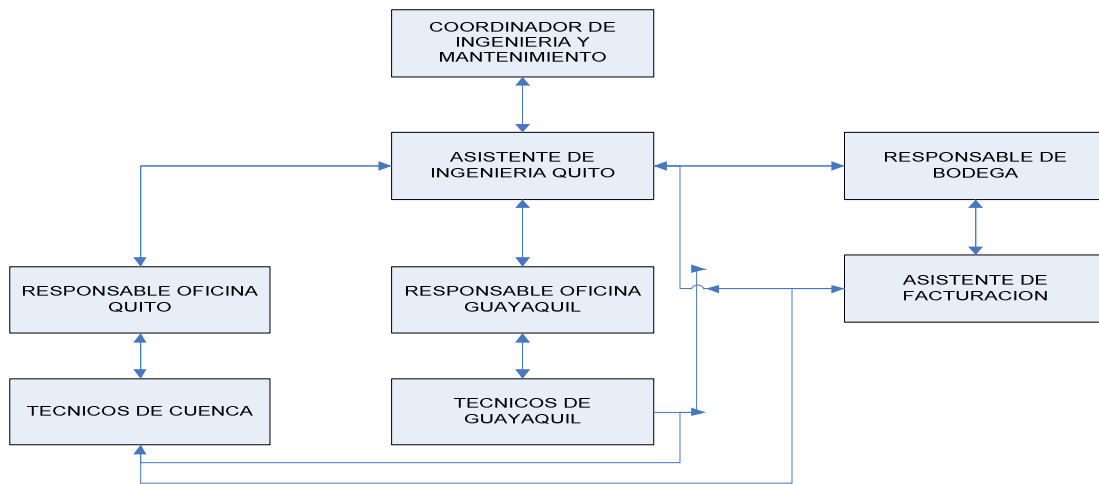 COORDINADOR DE
INGENIERIA Y
MANTENIMIENTO
ASISTENTE DE
INGENIERIA QUITO
RESPONSABLE DE
BODEGA
RESPONSABLE OFICINA
QUITO
RESPONSABLE OFICINA
GUAYAQUIL
ASISTENTE DE
FACTURACION
TECNICOS DE CUENCA
TECNICOS DE
GUAYAQUIL